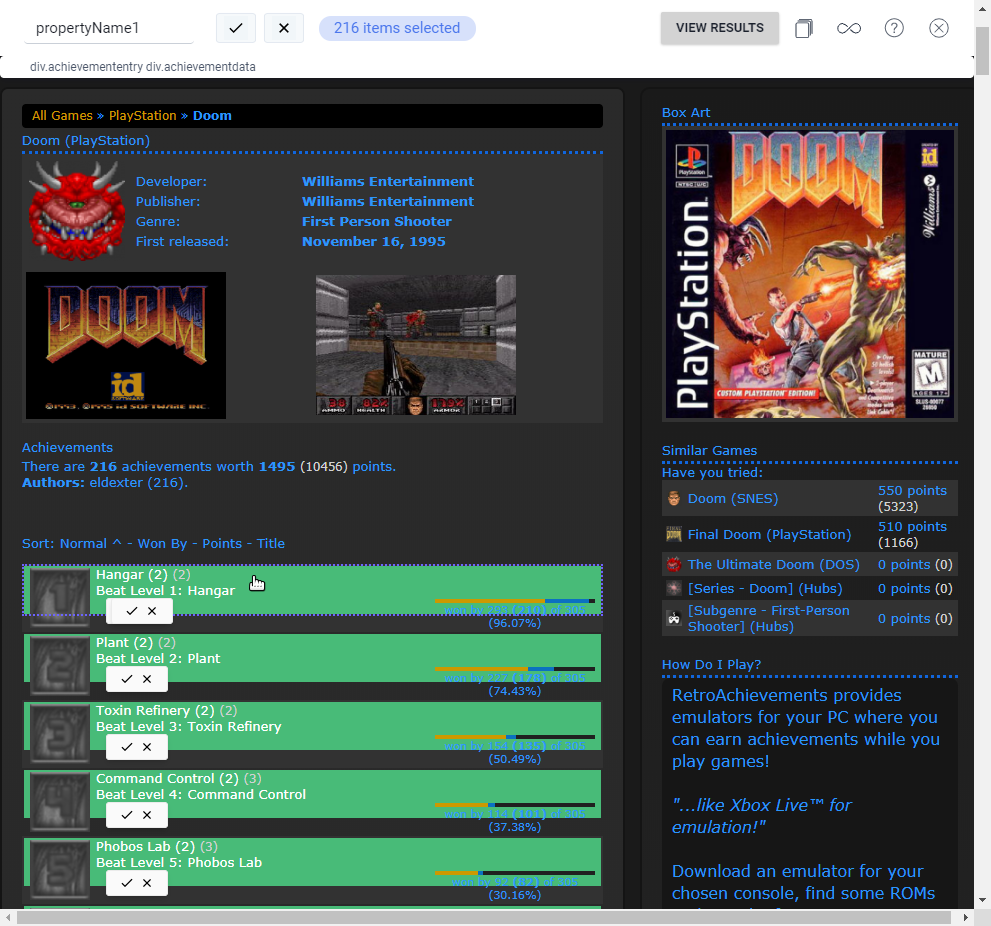 propertyName1
216 items selected
VIEW RESULTS
div.achievemententry div.achievementdata
All Games » PlayStation » Doom
Doom (PlayStation)
Developer: Williams Entertainment
Publisher: Williams Entertainment
Genre: First Person Shooter
First released: November 16, 1995
DOOM
id
AMMO HEALTH ARMOR
Achievements
There are 216 achievements worth 1495 (10456) points.
Authors: eldexter (216).
Sort: Normal ^ - Won By - Points - Title
Hangar (2) (2)
Beat Level 1: Hangar
(96.07%)
Plant (2) (2)
Beat Level 2: Plant
won by 227 (178) of 305
(74.43%)
Toxin Refinery (2) (2)
Beat Level 3: Toxin Refinery
won by 154 (135) of 305
(50.49%)
Command Control (2) (3)
Beat Level 4: Command Control
won by 114 (101) of 305
(37.38%)
Phobos Lab (2) (3)
Beat Level 5: Phobos Lab
won by 92 (82) of 305
(30.16%)
Box Art
PlayStation
NTSC U/C
DOOM
id
Williams
PlayStation
CUSTOM PLAYSTATION EDITION!
MATURE
M
AGES 17+
Similar Games
Have you tried:
Doom (SNES) 550 points
(5323)
Final Doom (PlayStation) 510 points
(1166)
The Ultimate Doom (DOS) 0 points (0)
[Series - Doom] (Hubs) 0 points (0)
[Subgenre - First-Person
Shooter] (Hubs) 0 points (0)
How Do I Play?
RetroAchievements provides
emulators for your PC where you
can earn achievements while you
play games!
"...like Xbox Live™ for
emulation!"
Download an emulator for your
chosen console, find some ROMs